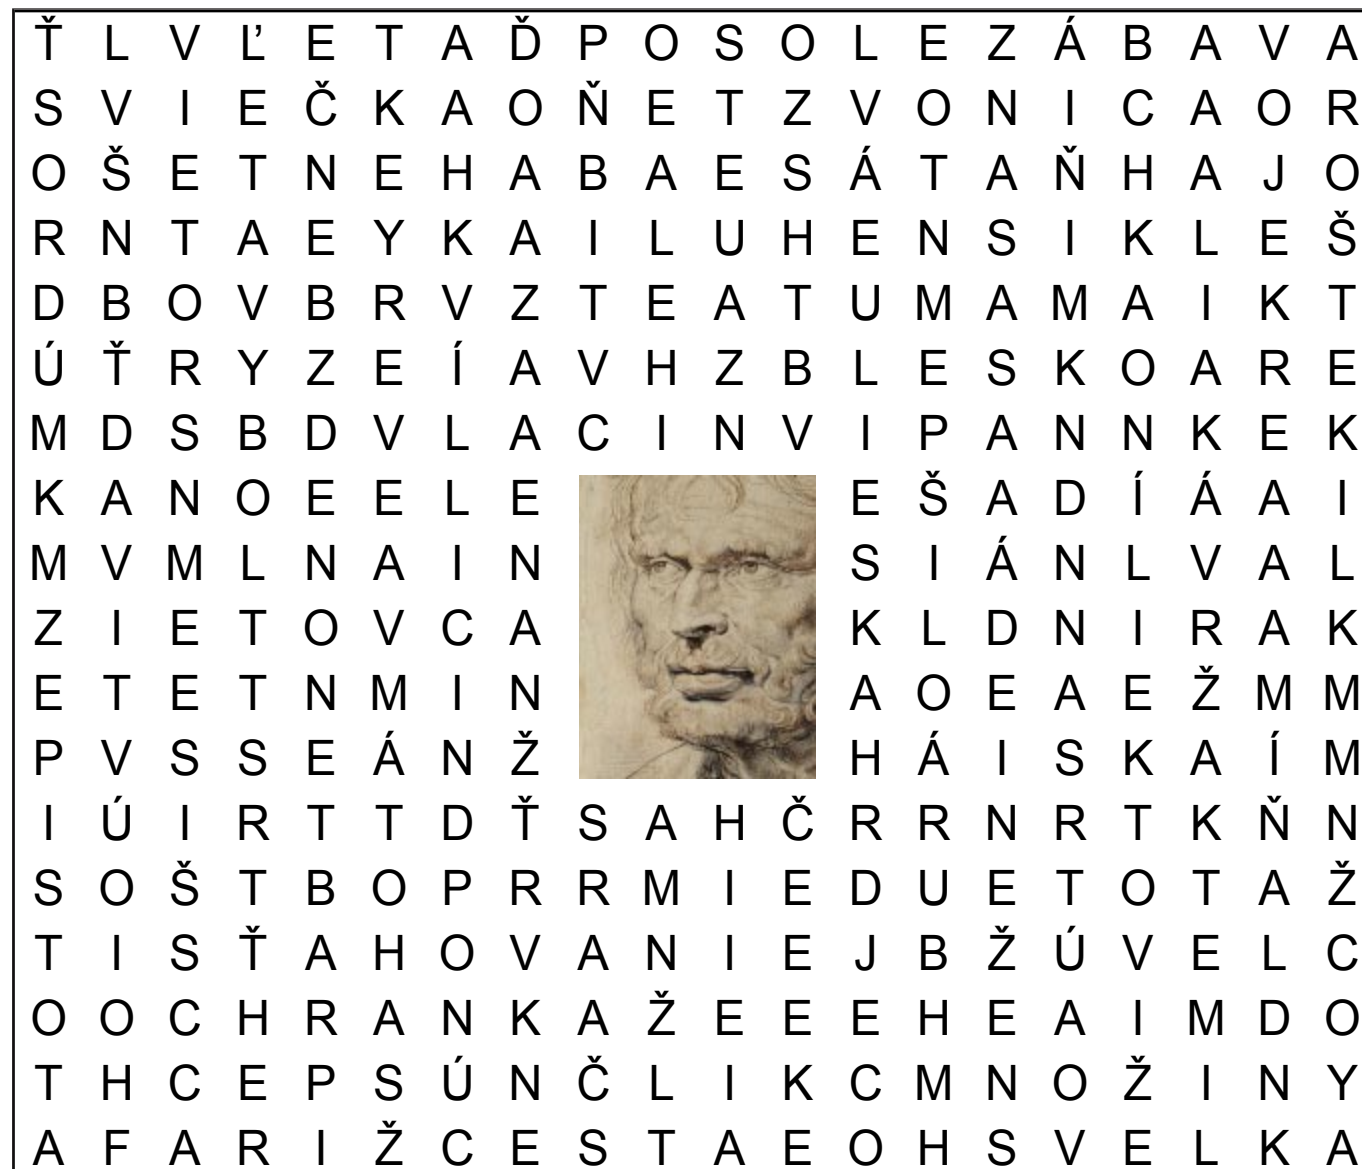 Ť L V Ľ E T A Ď P O S O L E Z Á B A V A
S V I E Č K A O Ň E T Z V O N I C A O R
O Š E T N E H A B A E S Á T A Ň H A J O
R N T A E Y K A I L U H E N S I K L E Š
D B O V B R V Z T E A T U M A M A I K T
Ú Ť R Y Z E Í A V H Z B L E S K O A R E
M D S B D V L A C I N V I P A N N K E K
K A N O E E L E E Š A D Í Á A I
M V M L N A I N S I Á N L V A L
Z I E T O V C A K L D N I R A K
E T E T N M I N A O E A E Ž M M
P V S S E Á N Ž H Á I S K A Í M
I Ú I R T T D Ť S A H Č R R N R T K Ň N
S O Š T B O P R R M I E D U E T O T A Ž
T I S Ť A H O V A N I E J B Ž Ú V E L C
O O C H R A N K A Ž E E E H E A I M D O
T H C E P S Ú N Č L I K C M N O Ž I N Y
A F A R I Ž C E S T A E O H S V E L K A